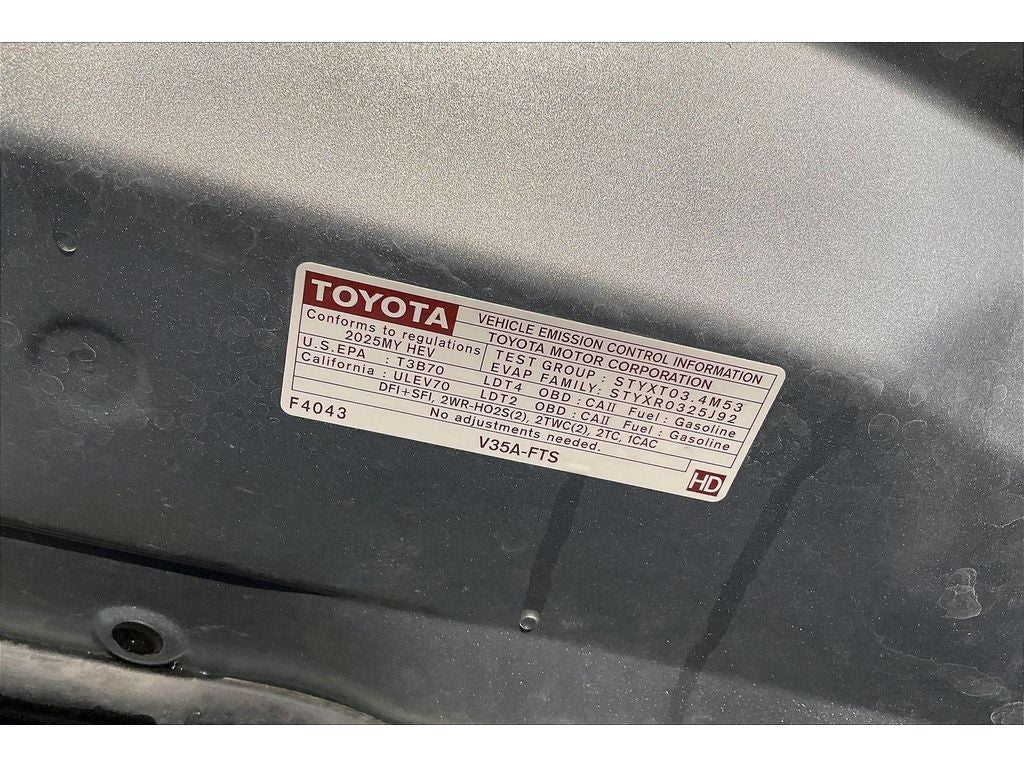 TOYOTA
VEHICLE EMISSION CONTROL INFORMATION
Conforms to regulations
2025MY HEV
TOYOTA MOTOR CORPORATION
TEST GROUP : STYXT03.4M53
EVAP FAMILY: STYXR0325J92
U.S.EPA : T3B70 LDT4 OBD : CAII Fuel : Gasoline
California : ULEV70 LDT2 OBD : CAII Fuel : Gasoline
DFI+SFI, 2WR-HO2S(2), 2TWC(2), 2TC, 1CAC
No adjustments needed.
F4043
V35A-FTS
HD